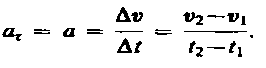 a_τ = a = Δv/Δt = (v₂−v₁)/(t₂−t₁).